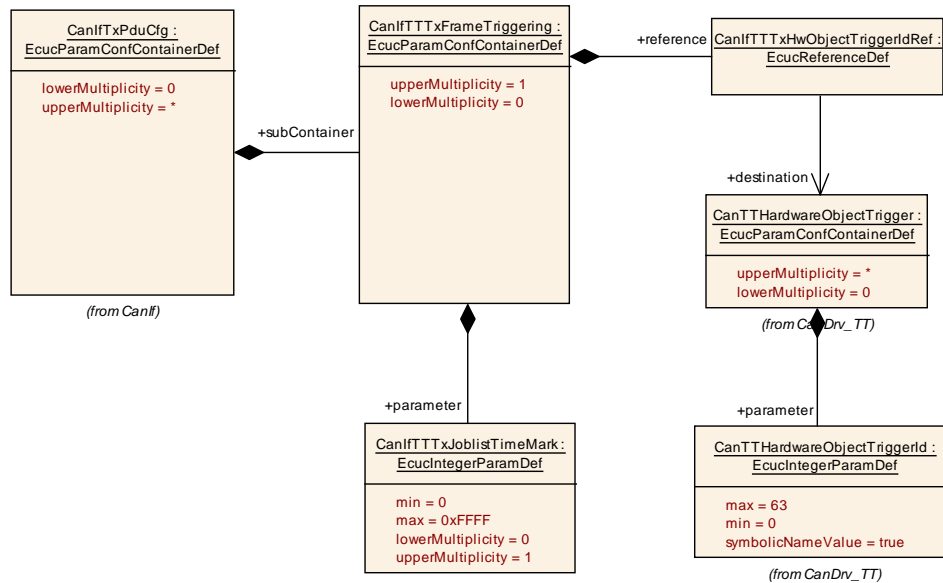 CanIfTxPduCfg :
EcucParamConfContainerDef
lowerMultiplicity = 0
upperMultiplicity = *
(from CanIf)
+subContainer
CanIfTTTxFrameTriggering :
EcucParamConfContainerDef
upperMultiplicity = 1
lowerMultiplicity = 0
+reference
CanIfTTTxHwObjectTriggerIdRef :
EcucReferenceDef
+destination
CanTTHardwareObjectTrigger :
EcucParamConfContainerDef
upperMultiplicity = *
lowerMultiplicity = 0
(from CanDrv_TT)
+parameter
CanIfTTTxJoblistTimeMark :
EcucIntegerParamDef
min = 0
max = 0xFFFF
lowerMultiplicity = 0
upperMultiplicity = 1
+parameter
CanTTHardwareObjectTriggerId :
EcucIntegerParamDef
max = 63
min = 0
symbolicNameValue = true
(from CanDrv_TT)